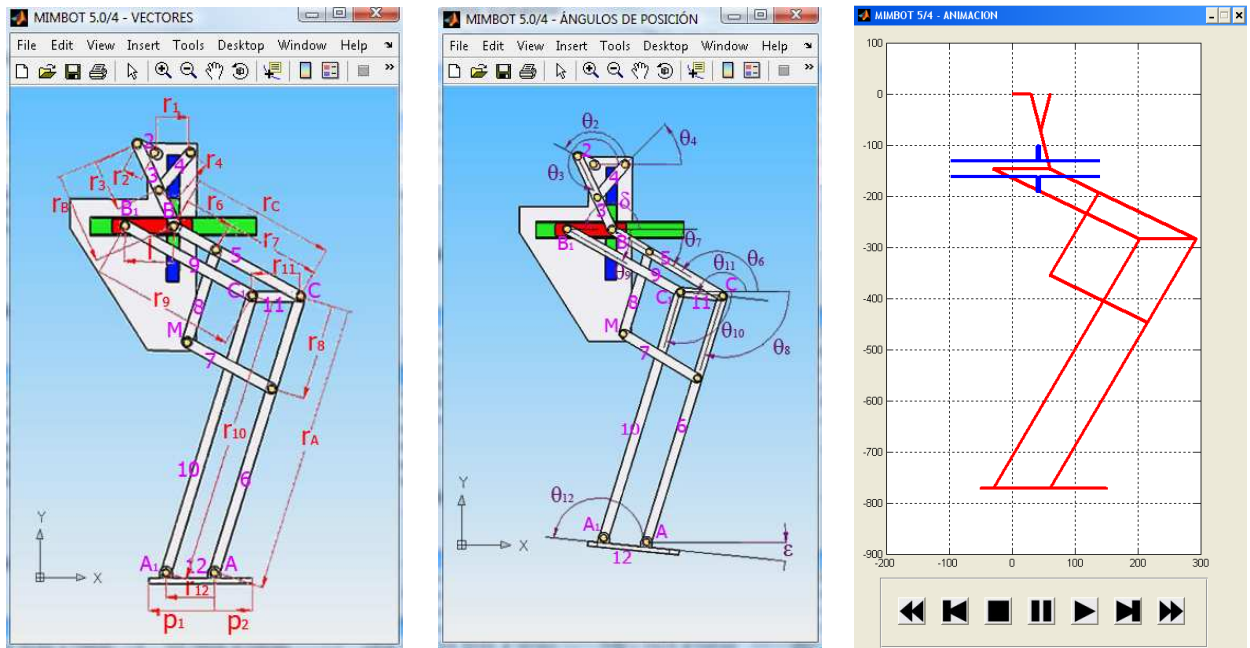 MIMBOT 5.0/4 - VECTORES
File Edit View Insert Tools Desktop Window Help
r1
2
r2
3
4
r4
r3
rB
B1
B
r6
rC
r7
l
9
5
r11
r9
C1
11
C
8
M
7
r8
r10
rA
10
6
Y
X
A1
12
A
r12
p1
p2
MIMBOT 5.0/4 - ÁNGULOS DE POSICIÓN
File Edit View Insert Tools Desktop Window Help
θ2
2
θ4
θ3
4
3
δ
B1
B
θ7
5
θ6
θ9
9
θ11
C1
11
C
8
M
θ10
θ8
7
10
6
Y
X
θ12
A1
A
12
ε
MIMBOT 5/4 - ANIMACION
100
0
-100
-200
-300
-400
-500
-600
-700
-800
-900
-200 -100 0 100 200 300